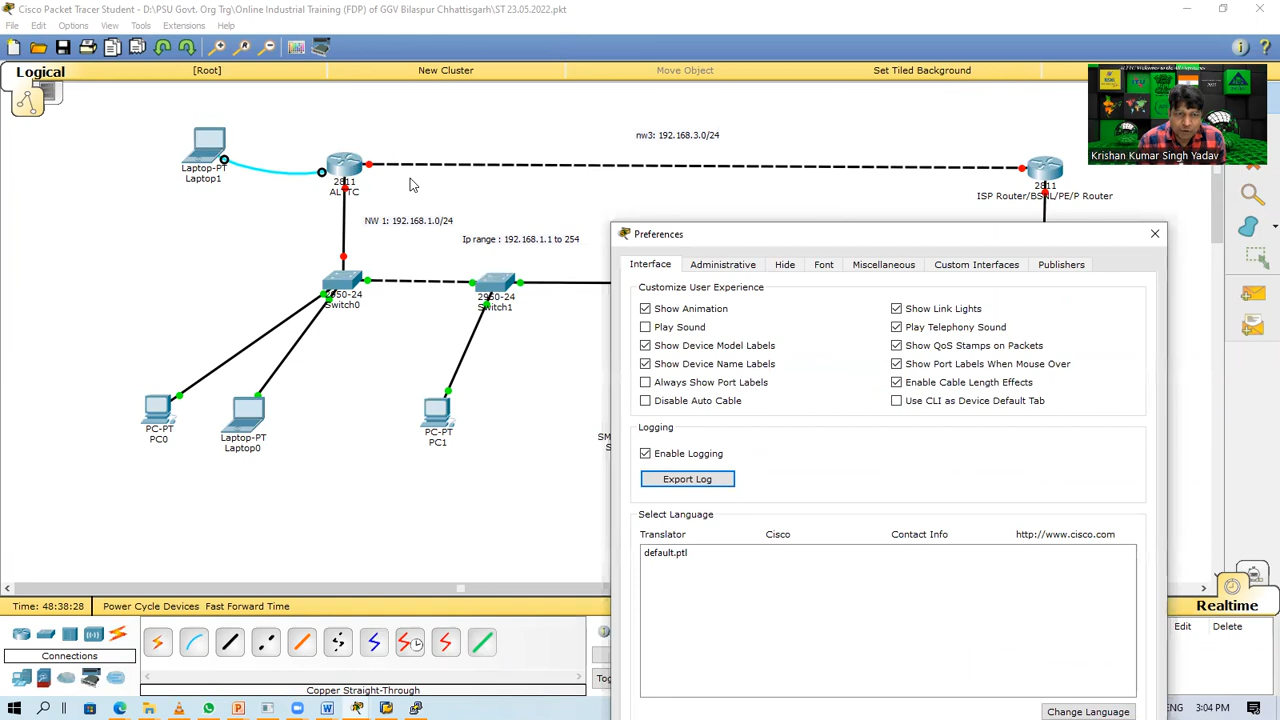 Cisco Packet Tracer Student - D:\PSU Govt. Org Trg\Online Industrial Training (FDP) of GGV Bilaspur Chhattisgarh\ST 23.05.2022.pkt
File Edit Options View Tools Extensions Help
Logical [Root] New Cluster Move Object Set Tiled Background
nw3: 192.168.3.0/24
Krishan Kumar Singh Yadav
Laptop-PT
Laptop1
2811
2811
ISP Router/BSNL/PE/P Router
NW 1: 192.168.1.0/24
Ip range : 192.168.1.1 to 254
2950-24
Switch0
2950-24
Switch1
PC-PT
PC0
Laptop-PT
Laptop0
PC-PT
PC1
SM
S
Preferences
Interface Administrative Hide Font Miscellaneous Custom Interfaces Publishers
Customize User Experience
Show Animation Show Link Lights
Play Sound Play Telephony Sound
Show Device Model Labels Show QoS Stamps on Packets
Show Device Name Labels Show Port Labels When Mouse Over
Always Show Port Labels Enable Cable Length Effects
Disable Auto Cable Use CLI as Device Default Tab
Logging
Enable Logging
Export Log
Select Language
Translator Cisco Contact Info http://www.cisco.com
default.ptl
Change Language
Time: 48:38:28 Power Cycle Devices Fast Forward Time
Realtime
Connections
Edit Delete
Copper Straight-Through
Tog
ENG 3:04 PM